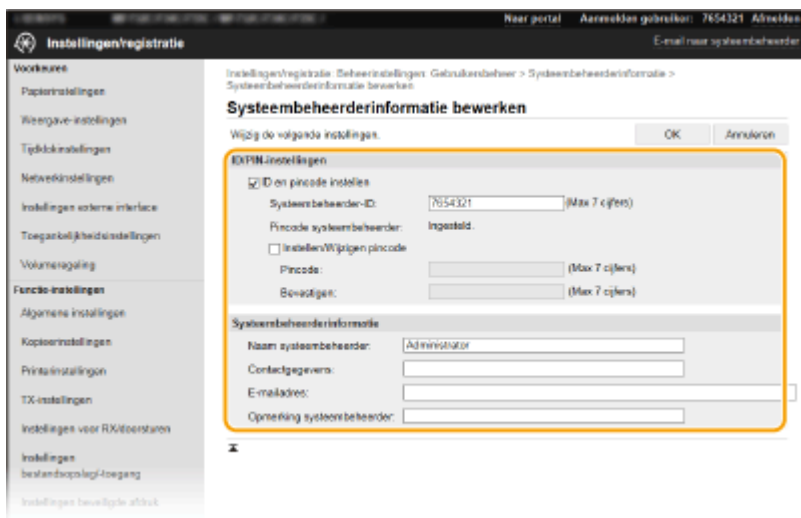 Naar portal Aanmelden gebruiker: 7654321 Afmelden
Instellingen/registratie
E-mail naar systeembeheerder
Voorkeuren
Papierinstellingen
Weergave-instellingen
Tijdklokinstellingen
Netwerkinstellingen
Instellingen externe interface
Toegankelijkheidsinstellingen
Volumeregeling
Functie-instellingen
Algemene instellingen
Kopieerinstellingen
Printerinstellingen
TX-instellingen
Instellingen voor RX/doorsturen
Instellingen
bestandsopslag/-toegang
Instellingen beveiligde afdruk
Instellingen/registratie: Beheerinstellingen: Gebruikersbeheer > Systeembeheerderinformatie >
Systeembeheerderinformatie bewerken
Systeembeheerderinformatie bewerken
Wijzig de volgende instellingen.
OK Annuleren
ID/PIN-instellingen
ID en pincode instellen
Systeembeheerder-ID: 7654321 (Max 7 cijfers)
Pincode systeembeheerder: Ingesteld.
Instellen/Wijzigen pincode
Pincode: (Max 7 cijfers)
Bevestigen: (Max 7 cijfers)
Systeembeheerderinformatie
Naam systeembeheerder: Administrator
Contactgegevens:
E-mailadres:
Opmerking systeembeheerder: